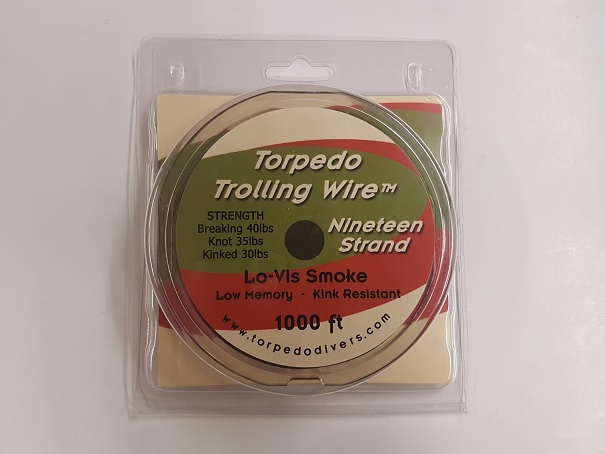 Torpedo
Trolling Wire™
STRENGTH
Breaking 40lbs
Knot 35lbs
Kinked 30lbs
Nineteen
Strand
Lo-Vis Smoke
Low Memory - Kink Resistant
1000 ft
www.torpedodivers.com